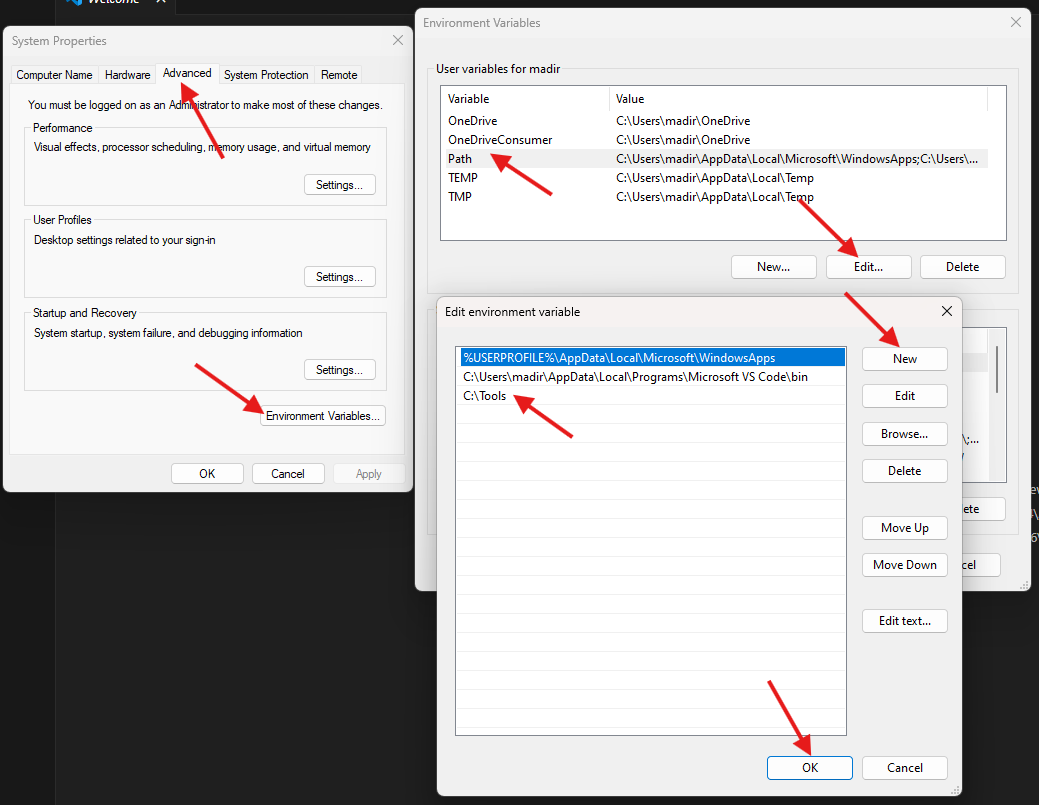 Welcome
System Properties
Computer Name
Hardware
Advanced
System Protection
Remote
You must be logged on as an Administrator to make most of these changes.
Performance
Visual effects, processor scheduling, memory usage, and virtual memory
Settings...
User Profiles
Desktop settings related to your sign-in
Settings...
Startup and Recovery
System startup, system failure, and debugging information
Settings...
Environment Variables...
OK
Cancel
Apply
Environment Variables
User variables for madir
Variable Value
OneDrive C:\Users\madir\OneDrive
OneDriveConsumer C:\Users\madir\OneDrive
Path C:\Users\madir\AppData\Local\Microsoft\WindowsApps;C:\Users\...
TEMP C:\Users\madir\AppData\Local\Temp
TMP C:\Users\madir\AppData\Local\Temp
New...
Edit...
Delete
Edit environment variable
%USERPROFILE%\AppData\Local\Microsoft\WindowsApps
C:\Users\madir\AppData\Local\Programs\Microsoft VS Code\bin
C:\Tools
New
Edit
Browse...
Delete
Move Up
Move Down
Edit text...
OK
Cancel